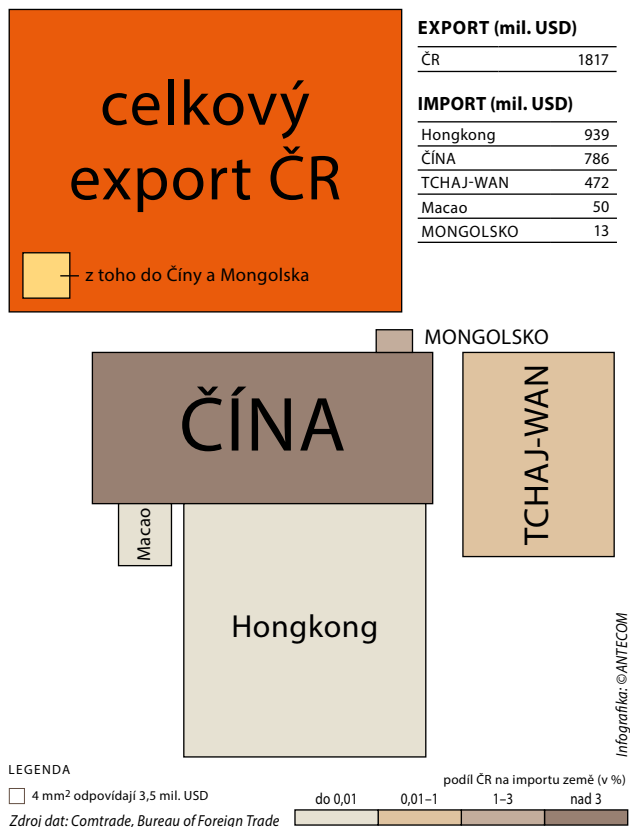 celkový
export ČR
z toho do Číny a Mongolska
EXPORT (mil. USD)
ČR 1817
IMPORT (mil. USD)
Hongkong 939
ČÍNA 786
TCHAJ-WAN 472
Macao 50
MONGOLSKO 13
MONGOLSKO
ČÍNA
TCHAJ-WAN
Macao
Hongkong
Infografika: ©ANTECOM
LEGENDA
4 mm² odpovídají 3,5 mil. USD
Zdroj dat: Comtrade, Bureau of Foreign Trade
podíl ČR na importu země (v %)
do 0,01 0,01–1 1–3 nad 3